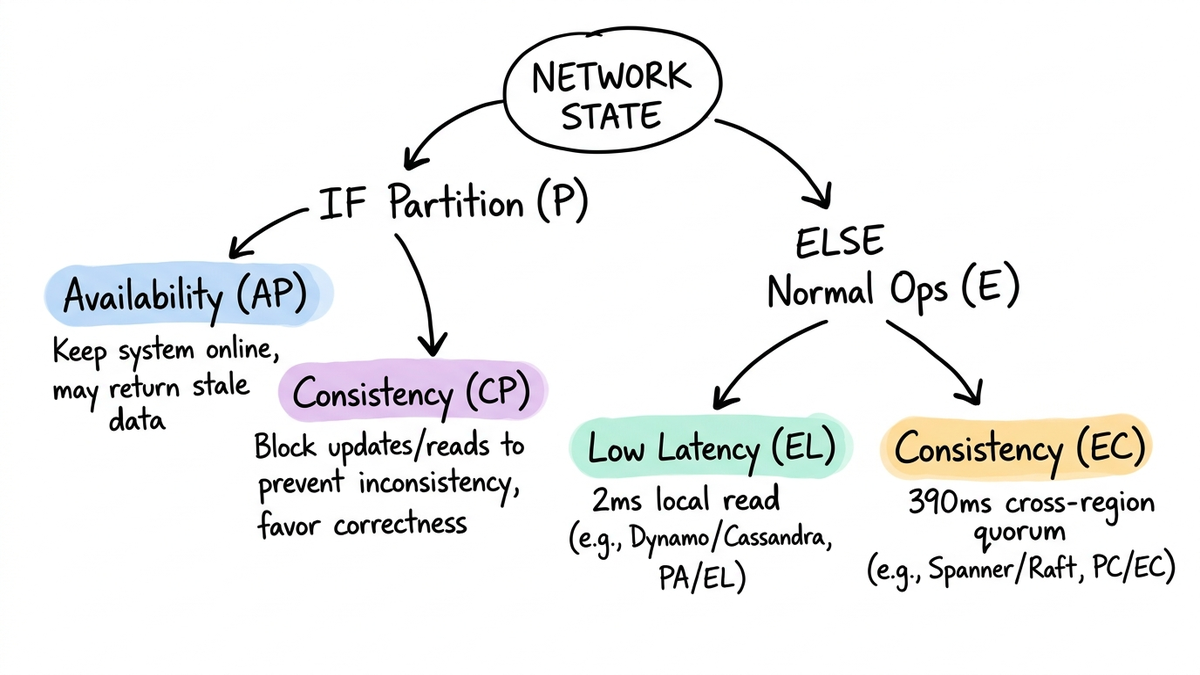 NETWORK
STATE
IF Partition (P)
Availability (AP)
Keep system online,
may return stale
data
Consistency (CP)
Block updates/reads to
prevent inconsistency,
favor correctness
ELSE
Normal Ops (E)
Low Latency (EL)
2ms local read
(e.g., Dynamo/Cassandra,
PA/EL)
Consistency (EC)
390ms cross-region
quorum
(e.g., Spanner/Raft, PC/EC)